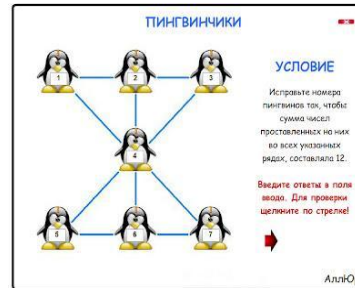 ПИНГВИНЧИКИ
УСЛОВИЕ
Исправьте номера
пингвинов так, чтобы
сумма чисел
проставленных на них
во всех указанных
рядах, составляла 12.
Введите ответы в поля
ввода. Для проверки
щелкните по стрелке!
1 2 3
4
5 6 7